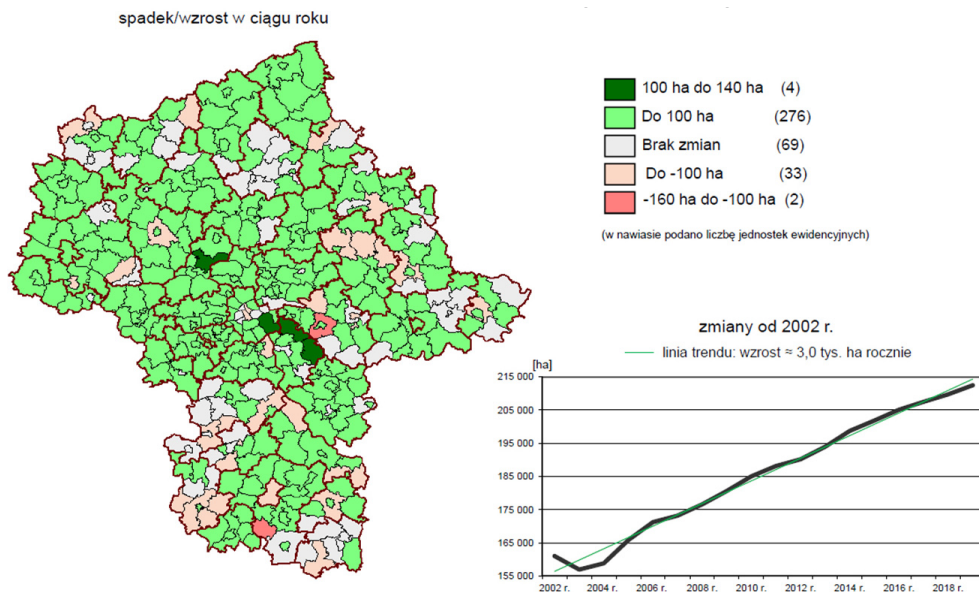 spadek/wzrost w ciągu roku
100 ha do 140 ha (4)
Do 100 ha (276)
Brak zmian (69)
Do -100 ha (33)
-160 ha do -100 ha (2)
(w nawiasie podano liczbę jednostek ewidencyjnych)
zmiany od 2002 r.
linia trendu: wzrost ≈ 3,0 tys. ha rocznie
[ha]
215 000
205 000
195 000
185 000
175 000
165 000
155 000
2002 r. 2004 r. 2006 r. 2008 r. 2010 r. 2012 r. 2014 r. 2016 r. 2018 r.